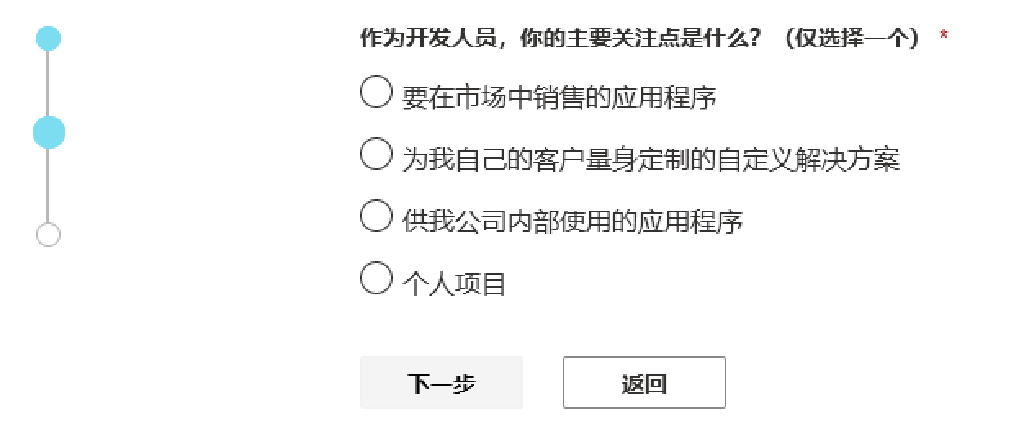 作为开发人员，你的主要关注点是什么？（仅选择一个） *
要在市场中销售的应用程序
为我自己的客户量身定制的自定义解决方案
供我公司内部使用的应用程序
个人项目
下一步 返回